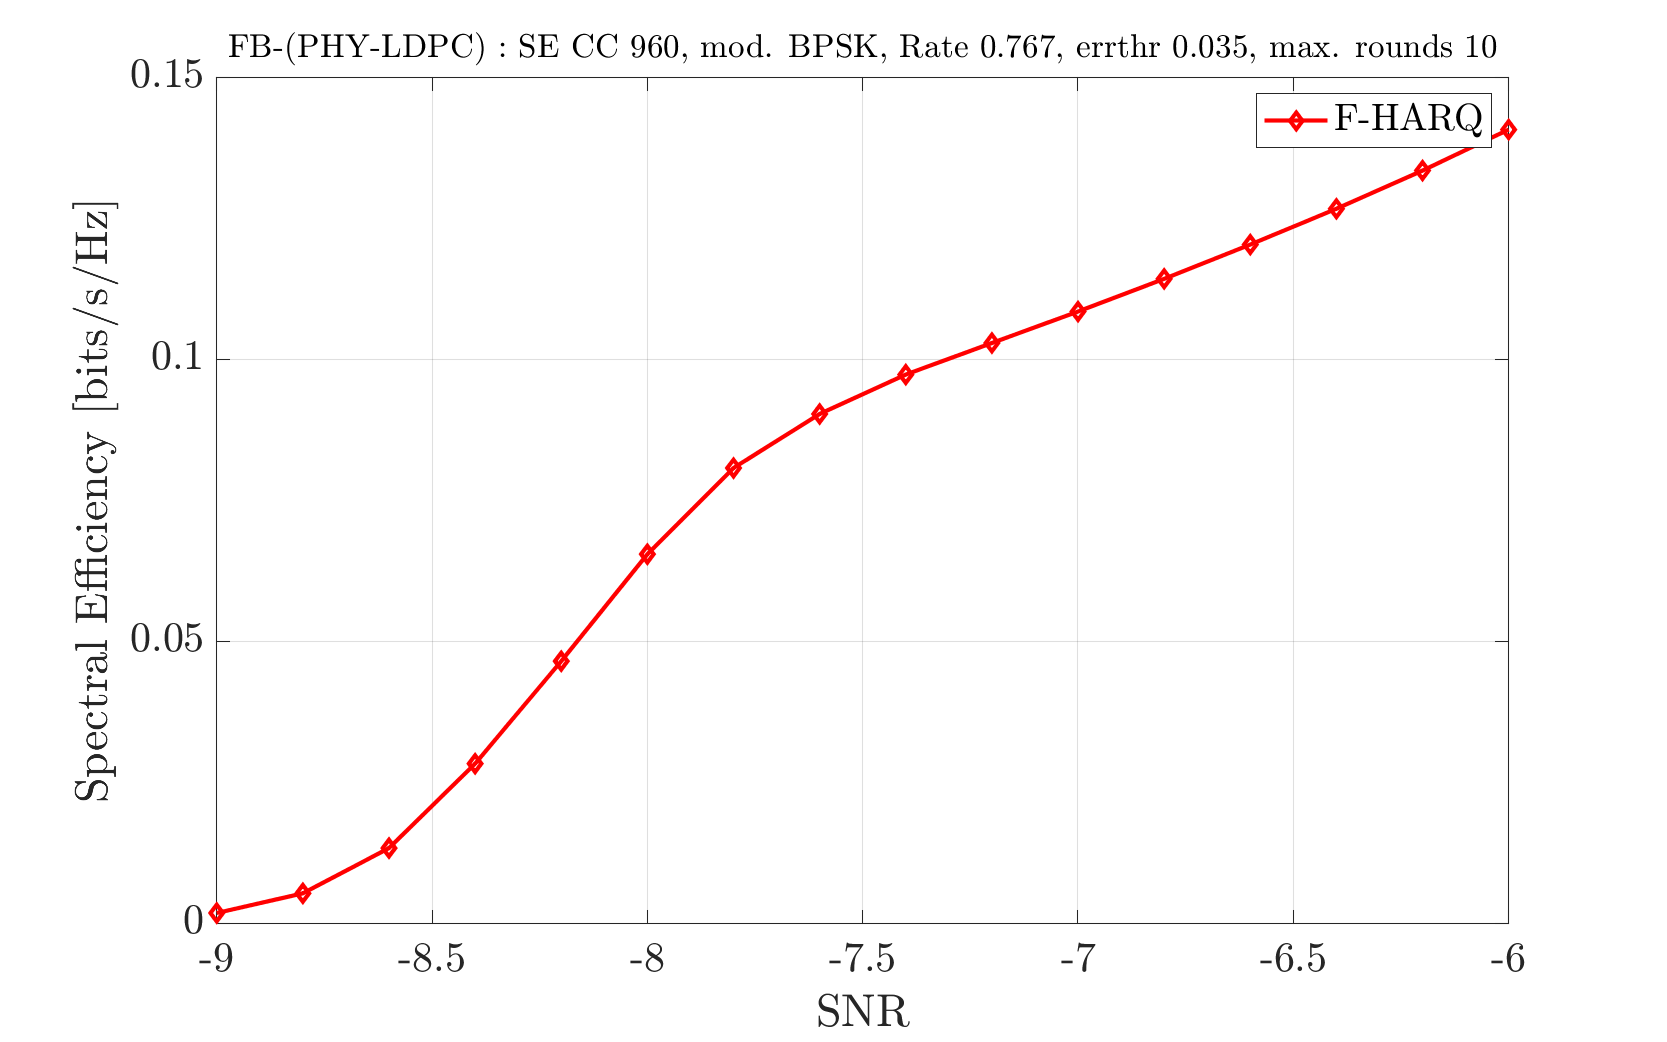 FB-(PHY-LDPC) : SE CC 960, mod. BPSK, Rate 0.767, errthr 0.035, max. rounds 10
F-HARQ
Spectral Efficiency [bits/s/Hz]
0.15
0.1
0.05
0
-9 -8.5 -8 -7.5 -7 -6.5 -6
SNR